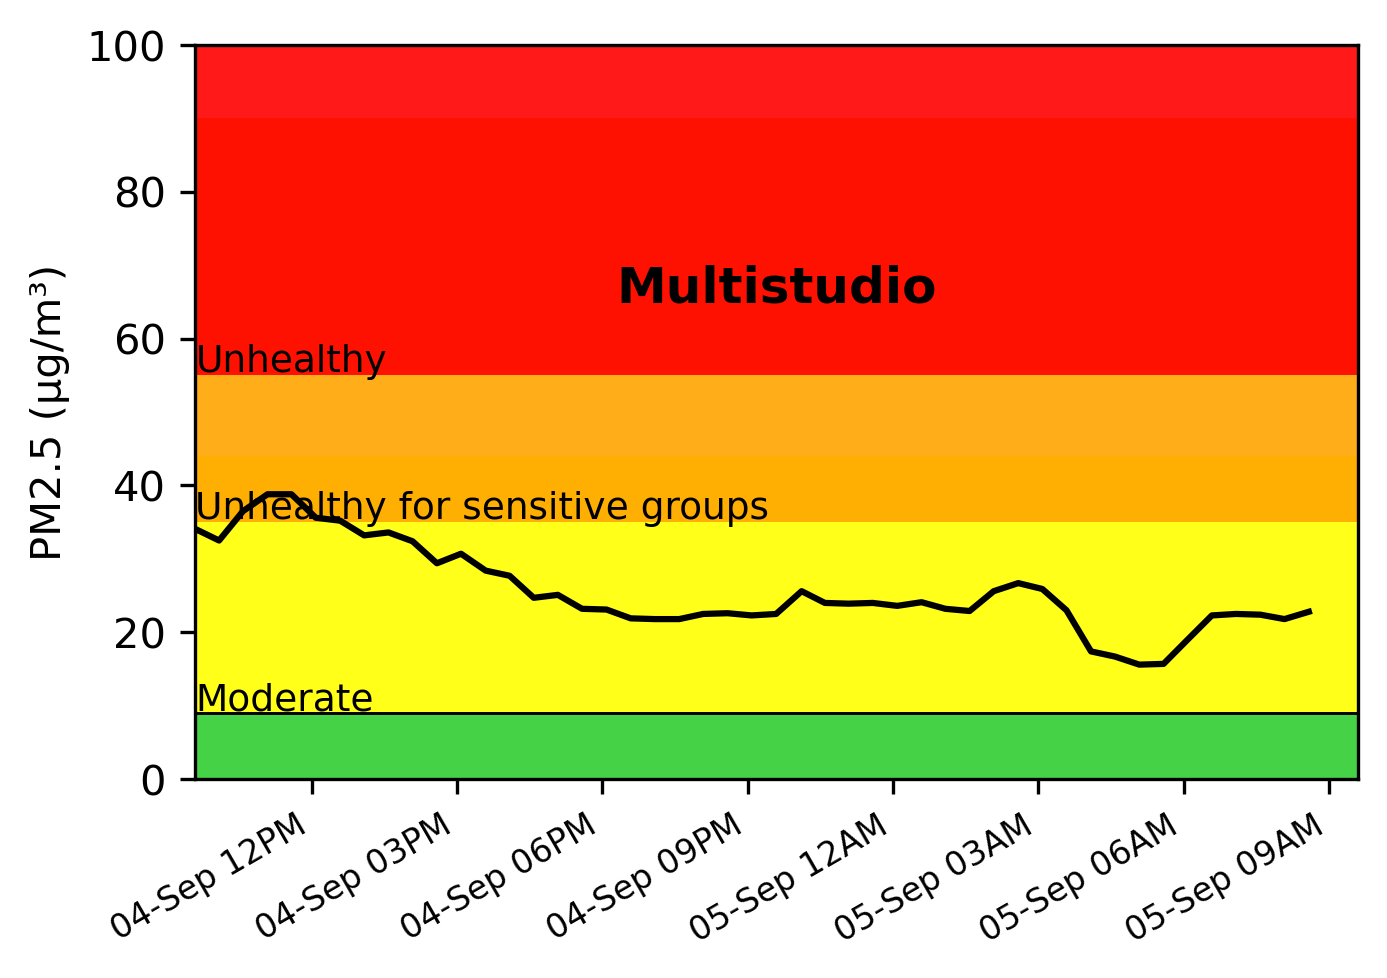 100
80
60
40
20
0
PM2.5 (µg/m³)
Multistudio
Unhealthy
Unhealthy for sensitive groups
Moderate
04-Sep 12PM
04-Sep 03PM
04-Sep 06PM
04-Sep 09PM
05-Sep 12AM
05-Sep 03AM
05-Sep 06AM
05-Sep 09AM